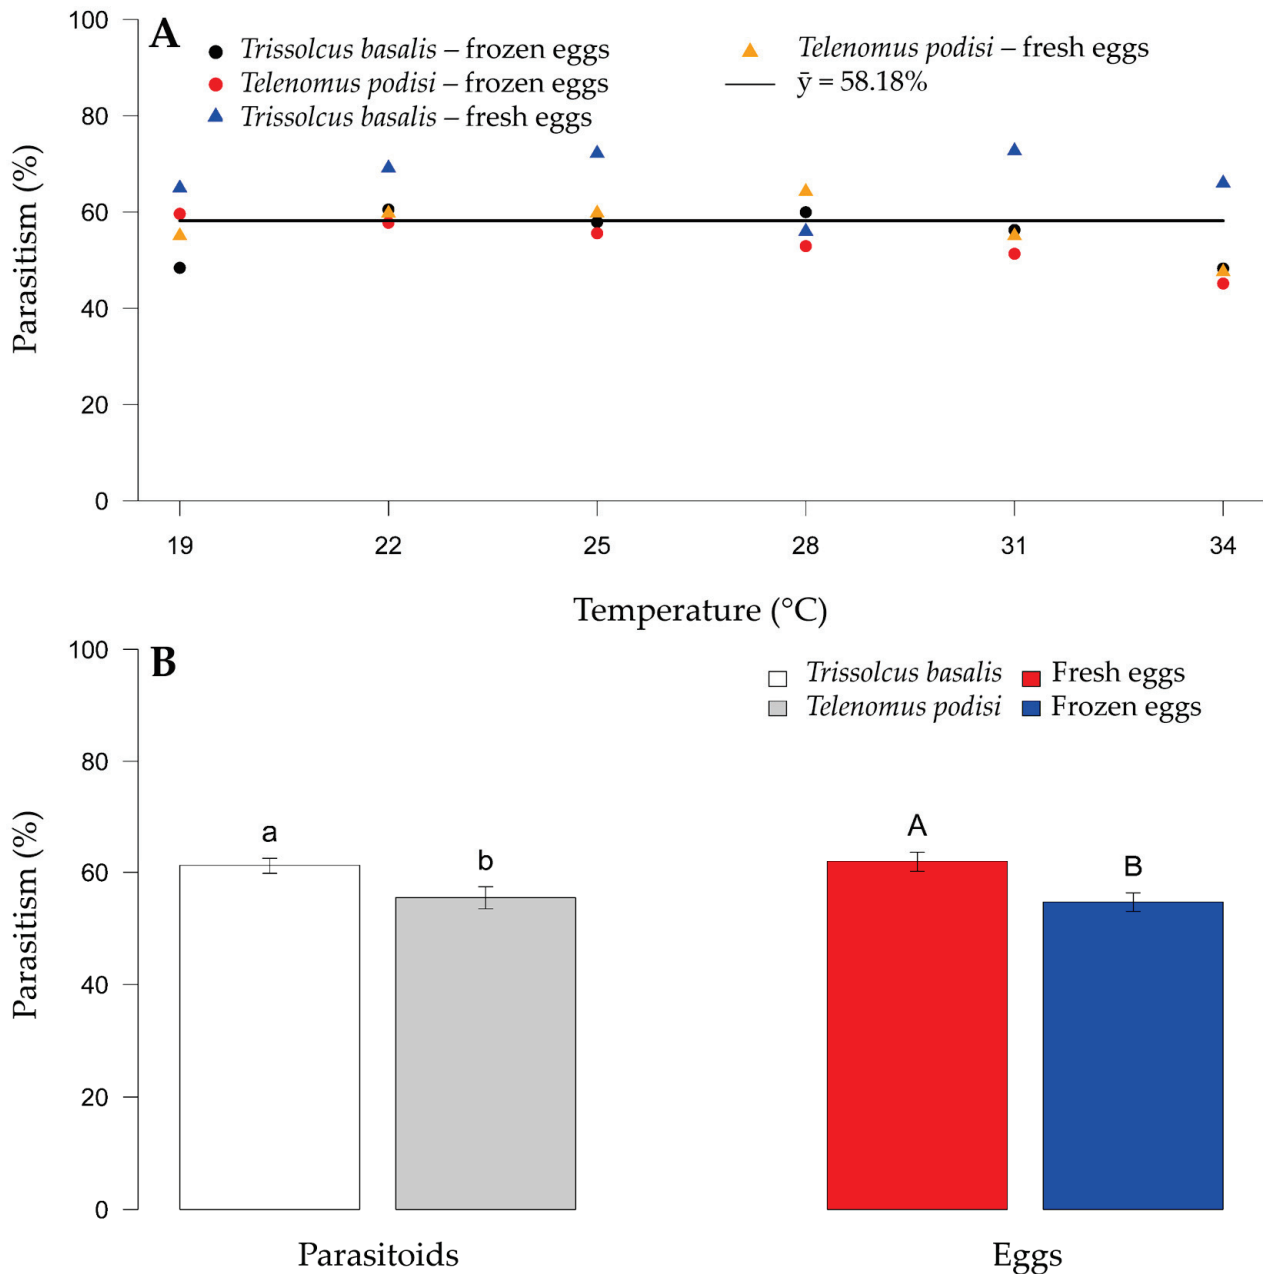 A
Trissolcus basalis – frozen eggs
Telenomus podisi – frozen eggs
Trissolcus basalis – fresh eggs
Telenomus podisi – fresh eggs
ȳ = 58.18%
Parasitism (%)
100
80
60
40
20
0
19 22 25 28 31 34
Temperature (°C)
B
Trissolcus basalis
Telenomus podisi
Fresh eggs
Frozen eggs
Parasitism (%)
100
80
60
40
20
0
a
b
A
B
Parasitoids
Eggs